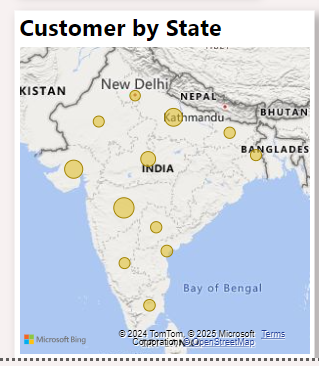 Customer by State
KISTAN
New Delhi
NEPAL
Kathmandu
BHUTAN
BANGLADES
INDIA
Bay of Bengal
© 2024 TomTom, © 2025 Microsoft Terms
Microsoft Bing
Corporation, © OpenStreetMap